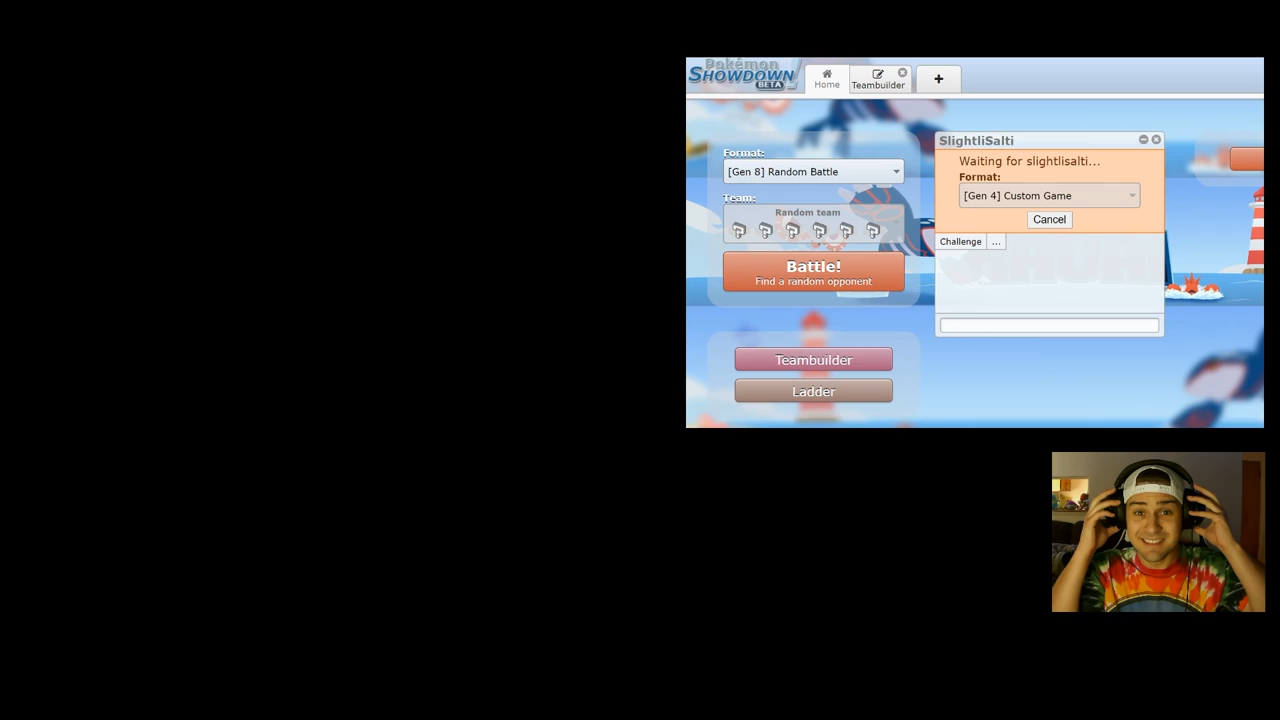 Pokémon
SHOWDOWN
BETA
Home
Teambuilder
+
Format:
[Gen 8] Random Battle
Team:
Random team
Battle!
Find a random opponent
Teambuilder
Ladder
SlightliSalti
Waiting for slightlisalti...
Format:
[Gen 4] Custom Game
Cancel
Challenge
...